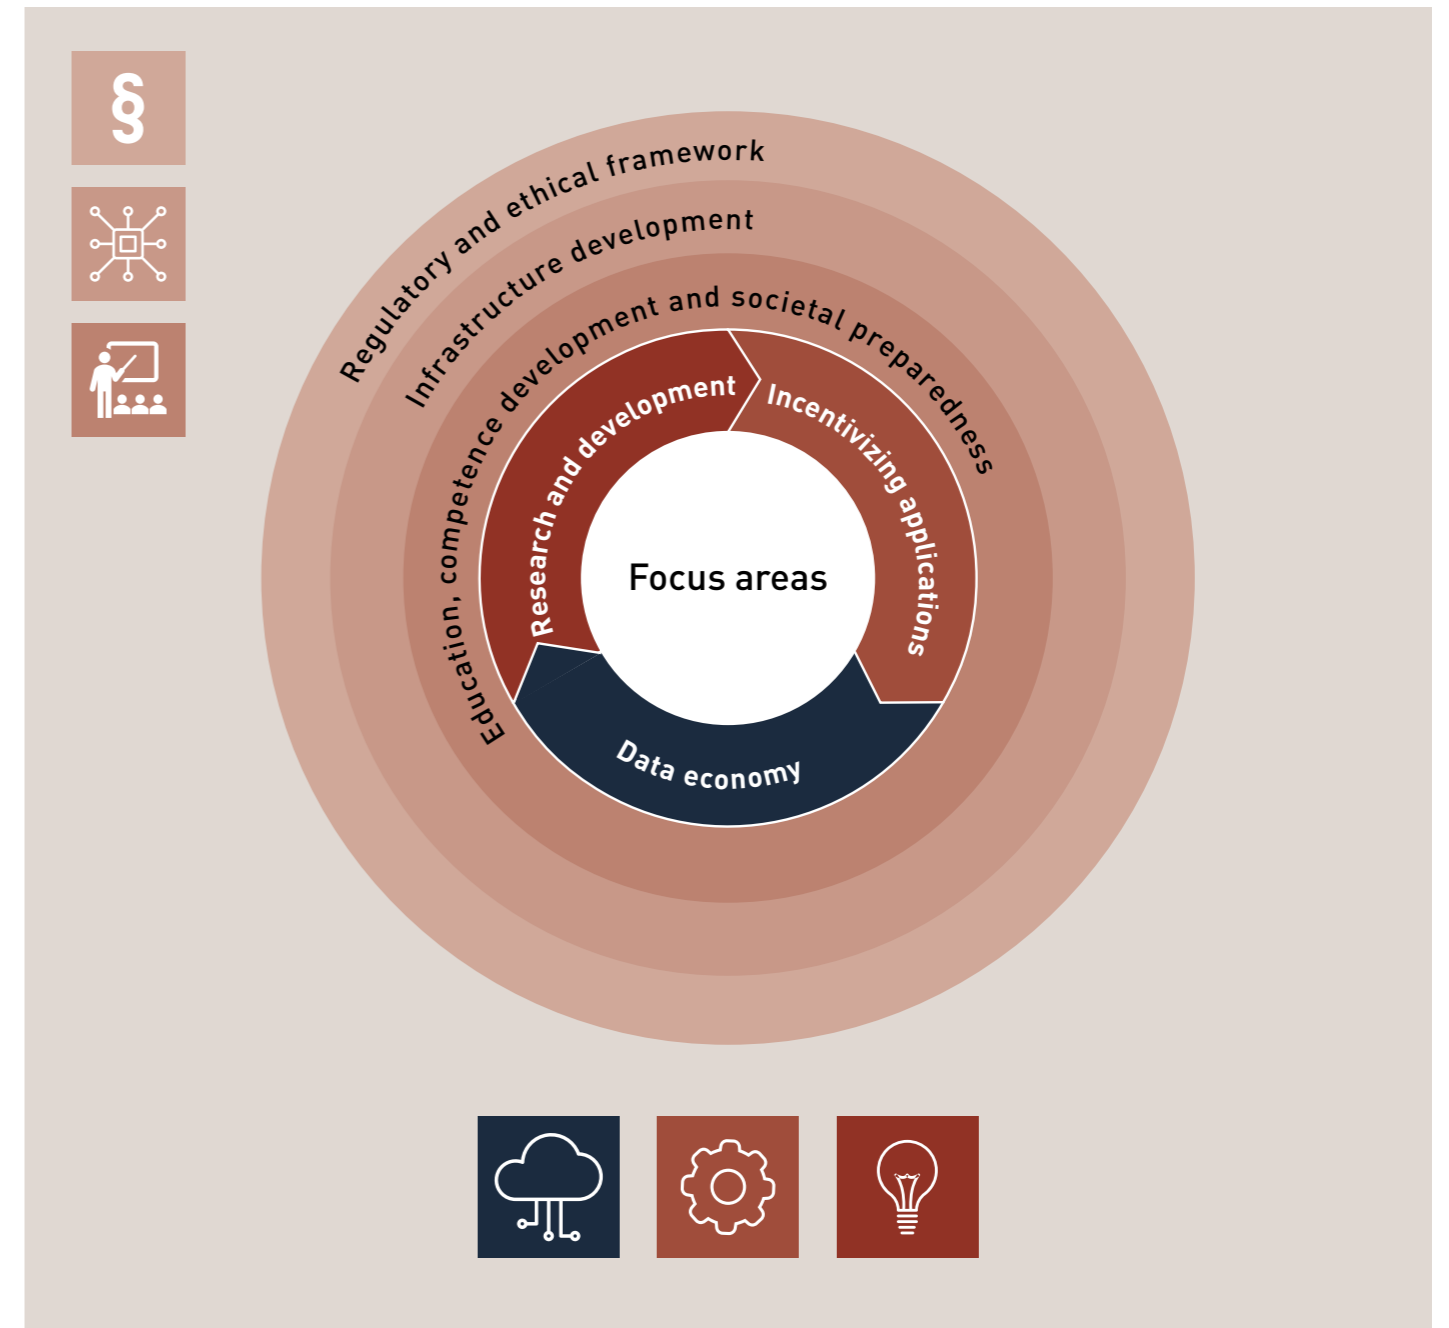 §
Regulatory and ethical framework
Infrastructure development
Education, competence development and societal preparedness
Research and development
Incentivizing applications
Focus areas
Data economy